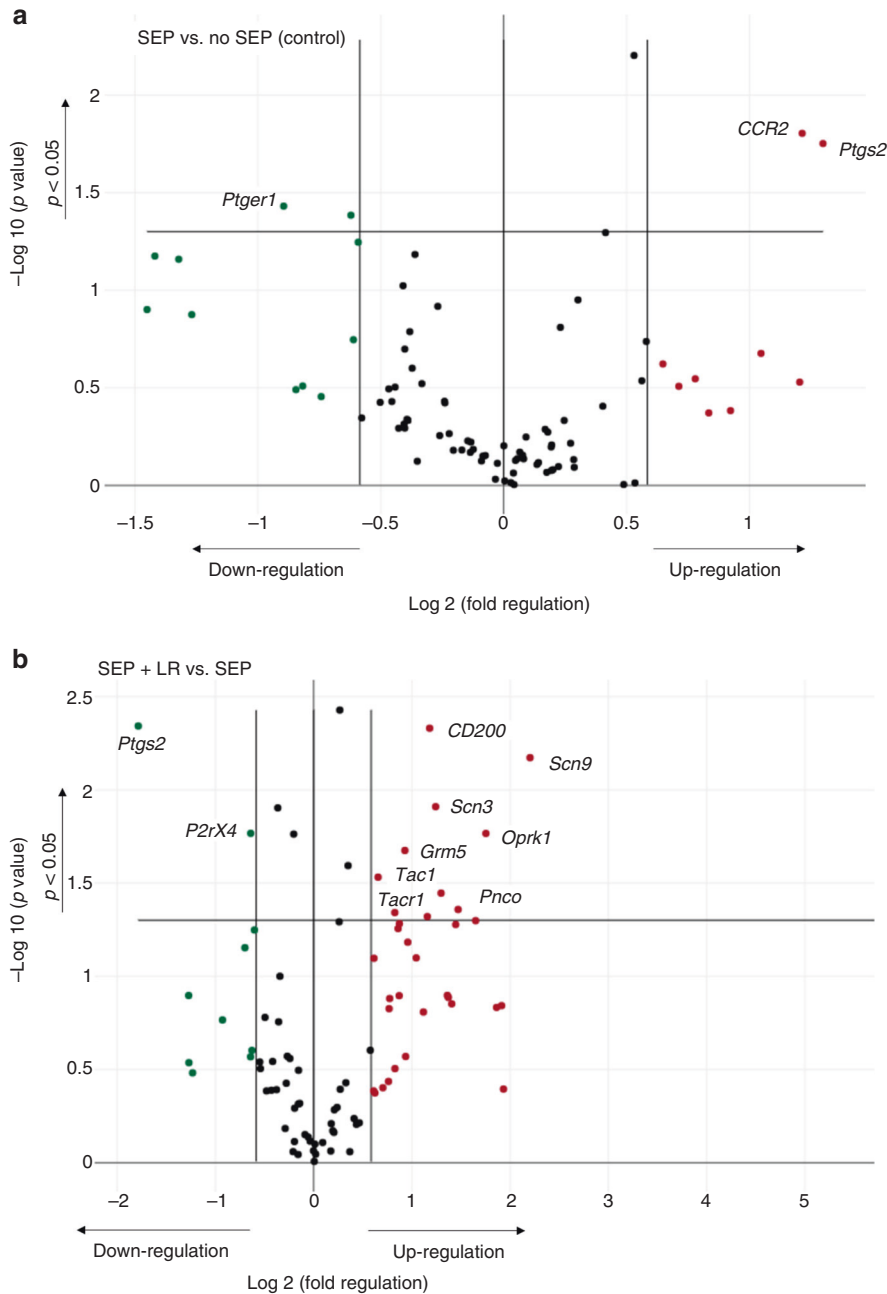 a
SEP vs. no SEP (control)
2
CCR2
Ptgs2
p < 0.05
1.5
Ptger1
–Log 10 (p value)
1
0.5
0
–1.5
–1
–0.5
0
0.5
1
Down-regulation
Up-regulation
Log 2 (fold regulation)
b
SEP + LR vs. SEP
2.5
Ptgs2
CD200
Scn9
2
Scn3
P2rX4
Oprk1
p < 0.05
Grm5
1.5
Tac1
Tacr1
Pnco
–Log 10 (p value)
1
0.5
0
–2
–1
0
1
2
3
4
5
Down-regulation
Up-regulation
Log 2 (fold regulation)